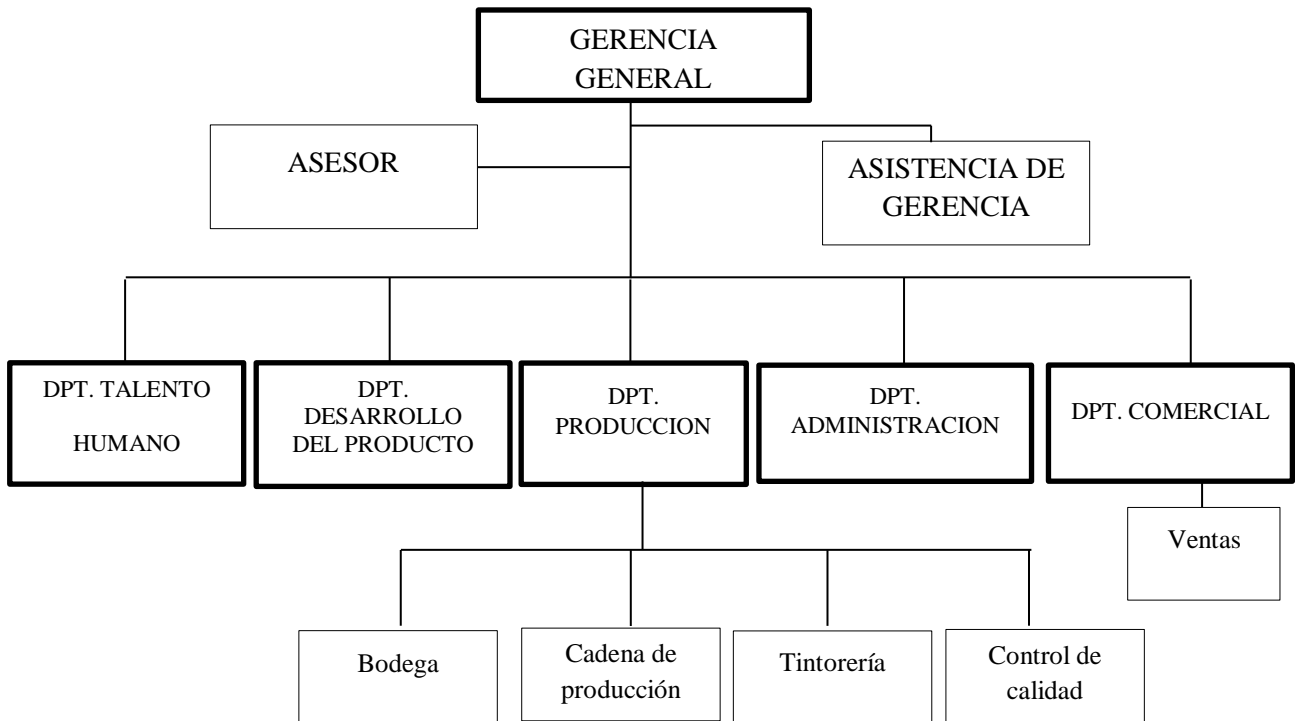 GERENCIA
GENERAL
ASESOR
ASISTENCIA DE
GERENCIA
DPT. TALENTO
HUMANO
DPT.
DESARROLLO
DEL PRODUCTO
DPT.
PRODUCCION
DPT.
ADMINISTRACION
DPT. COMERCIAL
Ventas
Bodega
Cadena de
producción
Tintorería
Control de
calidad